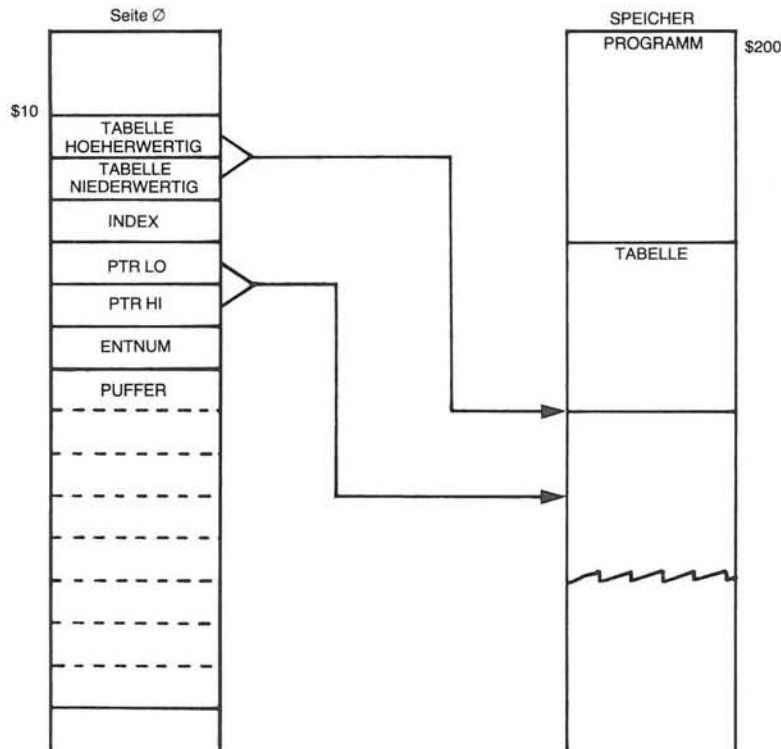 Seite Ø
$10
TABELLE
HOEHERWERTIG
TABELLE
NIEDERWERTIG
INDEX
PTR LO
PTR HI
ENTNUM
PUFFER
SPEICHER
PROGRAMM
$200
TABELLE